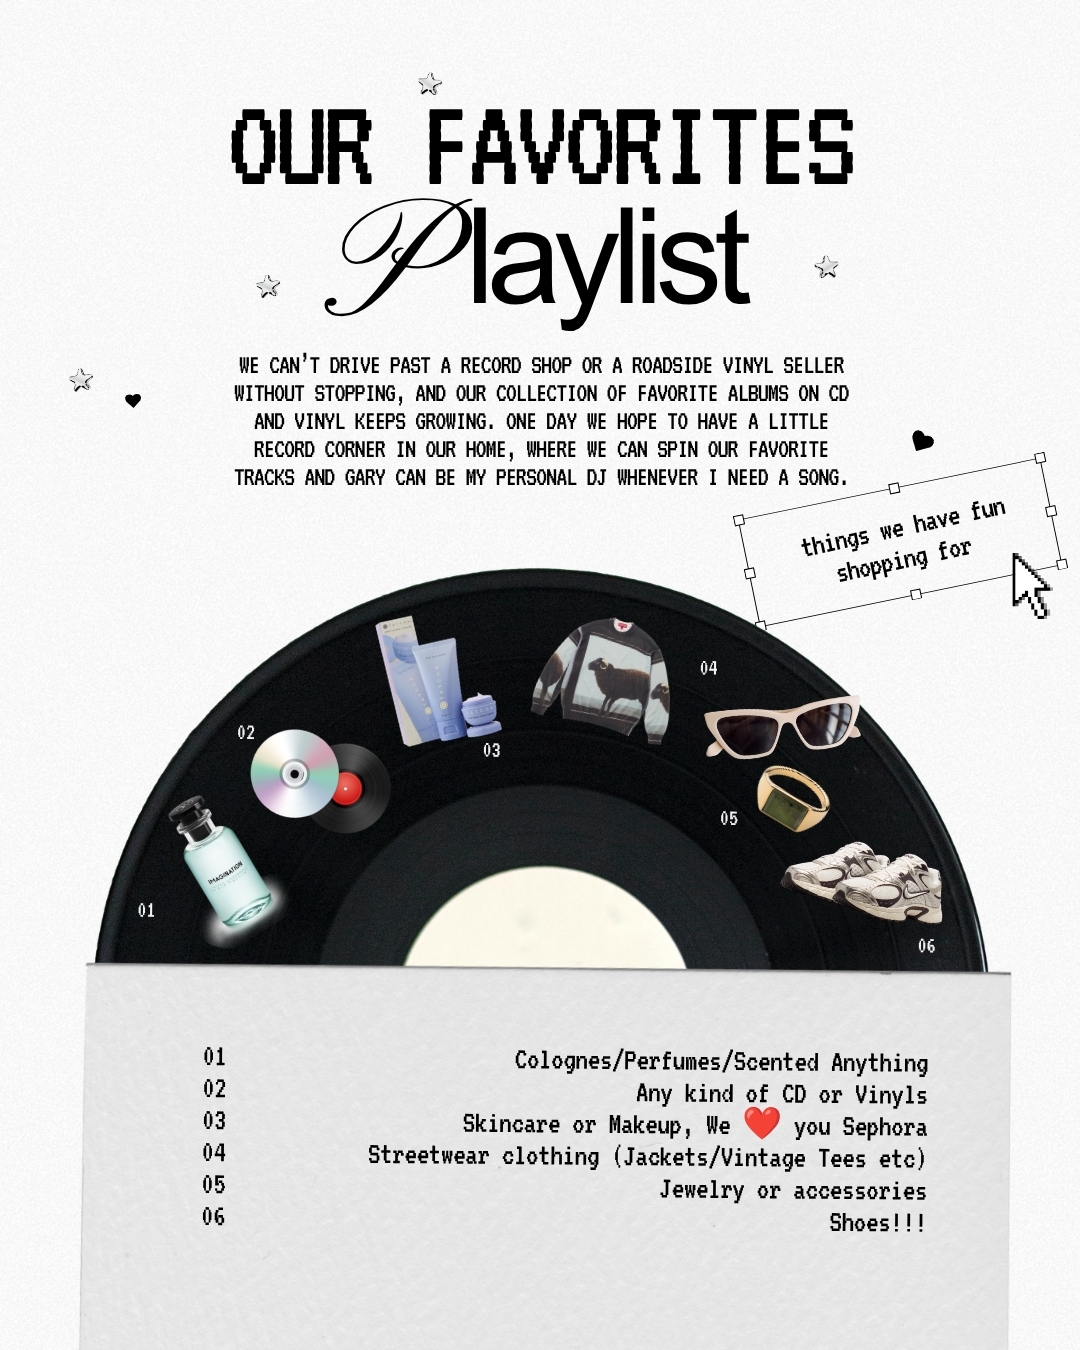 OUR FAVORITES
Playlist
WE CAN'T DRIVE PAST A RECORD SHOP OR A ROADSIDE VINYL SELLER
WITHOUT STOPPING, AND OUR COLLECTION OF FAVORITE ALBUMS ON CD
AND VINYL KEEPS GROWING. ONE DAY WE HOPE TO HAVE A LITTLE
RECORD CORNER IN OUR HOME, WHERE WE CAN SPIN OUR FAVORITE
TRACKS AND GARY CAN BE MY PERSONAL DJ WHENEVER I NEED A SONG.
things we have fun
shopping for
04
02
03
05
IMAGINATION
01
06
01 Colognes/Perfumes/Scented Anything
02 Any kind of CD or Vinyls
03 Skincare or Makeup, We ❤️ you Sephora
04 Streetwear clothing (Jackets/Vintage Tees etc)
05 Jewelry or accessories
06 Shoes!!!